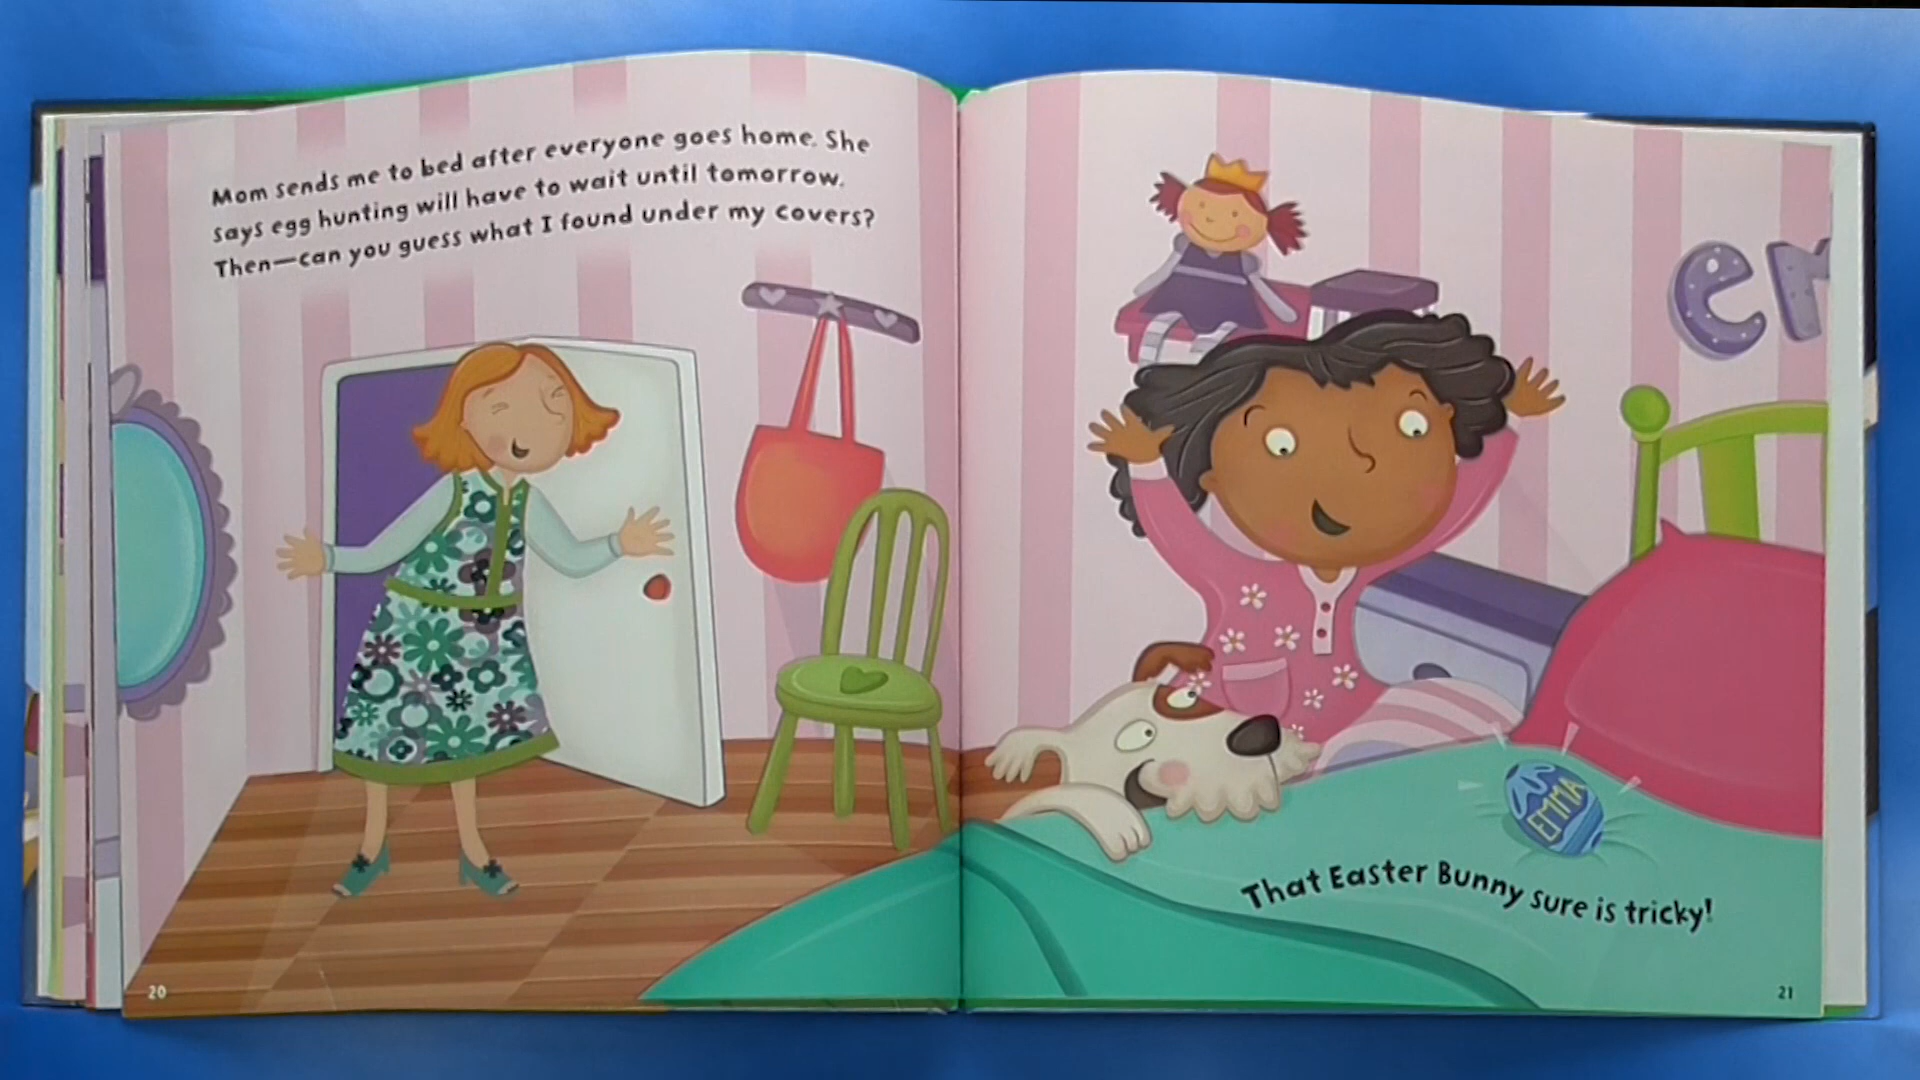 Mom sends me to bed after everyone goes home. She
says egg hunting will have to wait until tomorrow.
Then—can you guess what I found under my covers?
em
EMMA
That Easter Bunny sure is tricky!
20
21